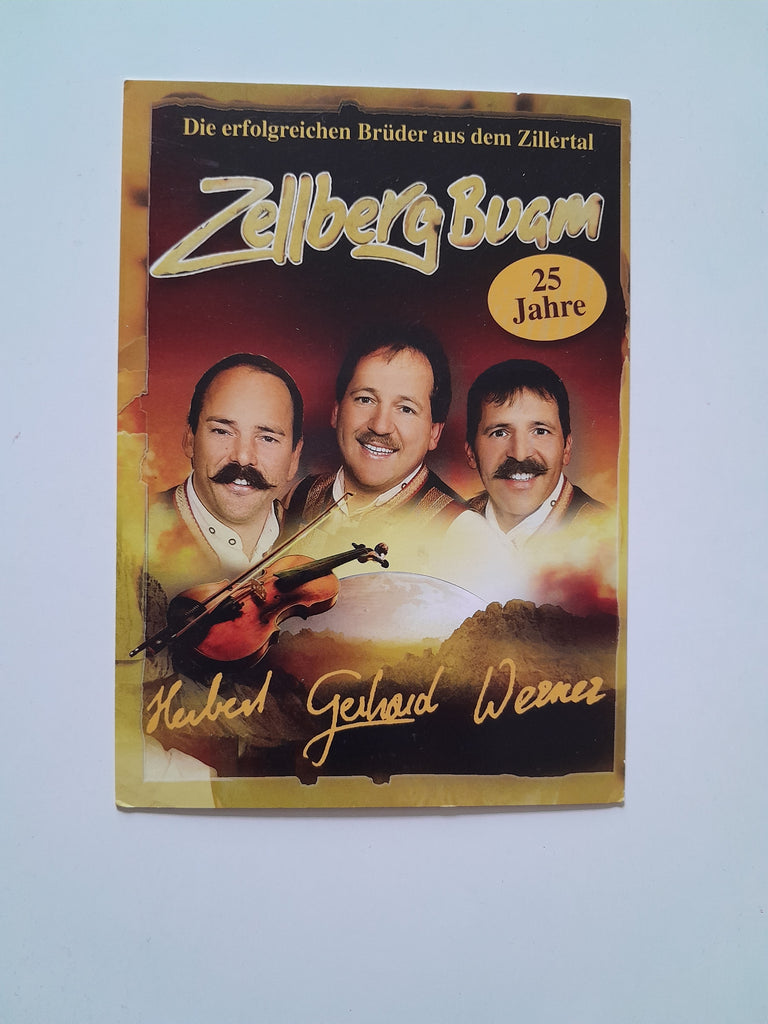 Die erfolgreichen Brüder aus dem Zillertal
Zellberg Buam
25
Jahre
Herbert Gerhard Werner